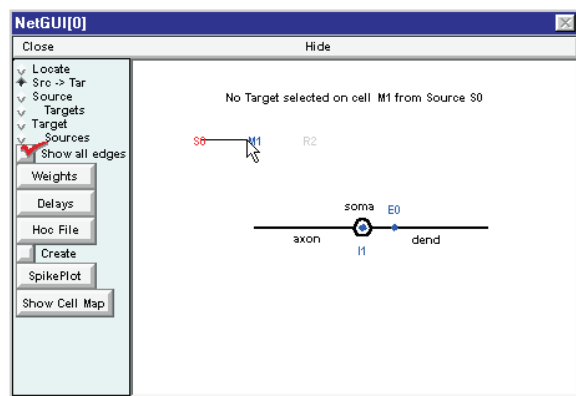 NetGUI[0]
Close Hide
Locate
Src -> Tar
Source
Targets
Target
Sources
Show all edges
Weights
Delays
Hoc File
Create
SpikePlot
Show Cell Map
No Target selected on cell M1 from Source S0
S0 M1 R2
soma E0
axon dend
I1